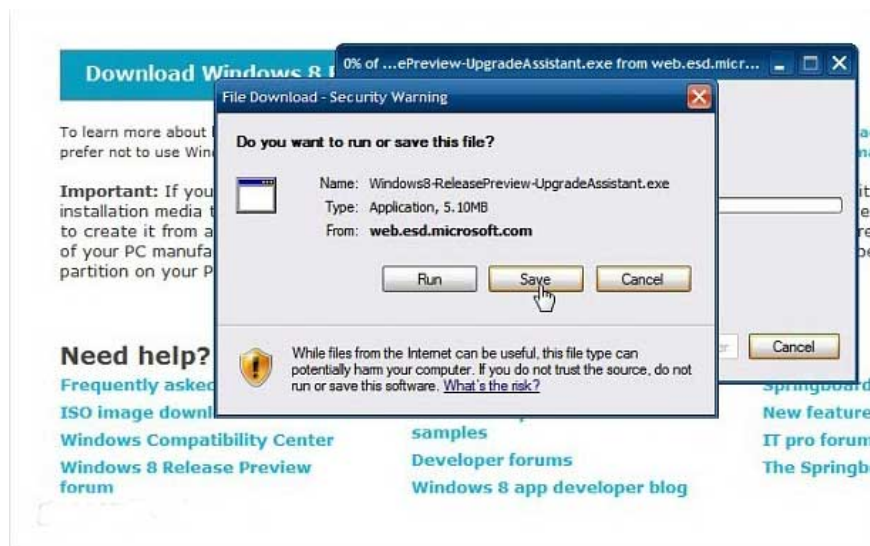 Download Windows 8 R
0% of ...ePreview-UpgradeAssistant.exe from web.esd.micr...
File Download - Security Warning
Do you want to run or save this file?
Name: Windows8-ReleasePreview-UpgradeAssistant.exe
Type: Application, 5.10MB
From: web.esd.microsoft.com
Run Save Cancel
While files from the Internet can be useful, this file type can
potentially harm your computer. If you do not trust the source, do not
run or save this software. What's the risk?
Cancel
To learn more about
prefer not to use Win
Important: If you
installation media t
to create it from a
of your PC manufa
partition on your P
Need help?
Frequently asked
ISO image downl
Windows Compatibility Center
Windows 8 Release Preview
forum
samples
Developer forums
Windows 8 app developer blog
Springboard
New feature
IT pro forum
The Springb